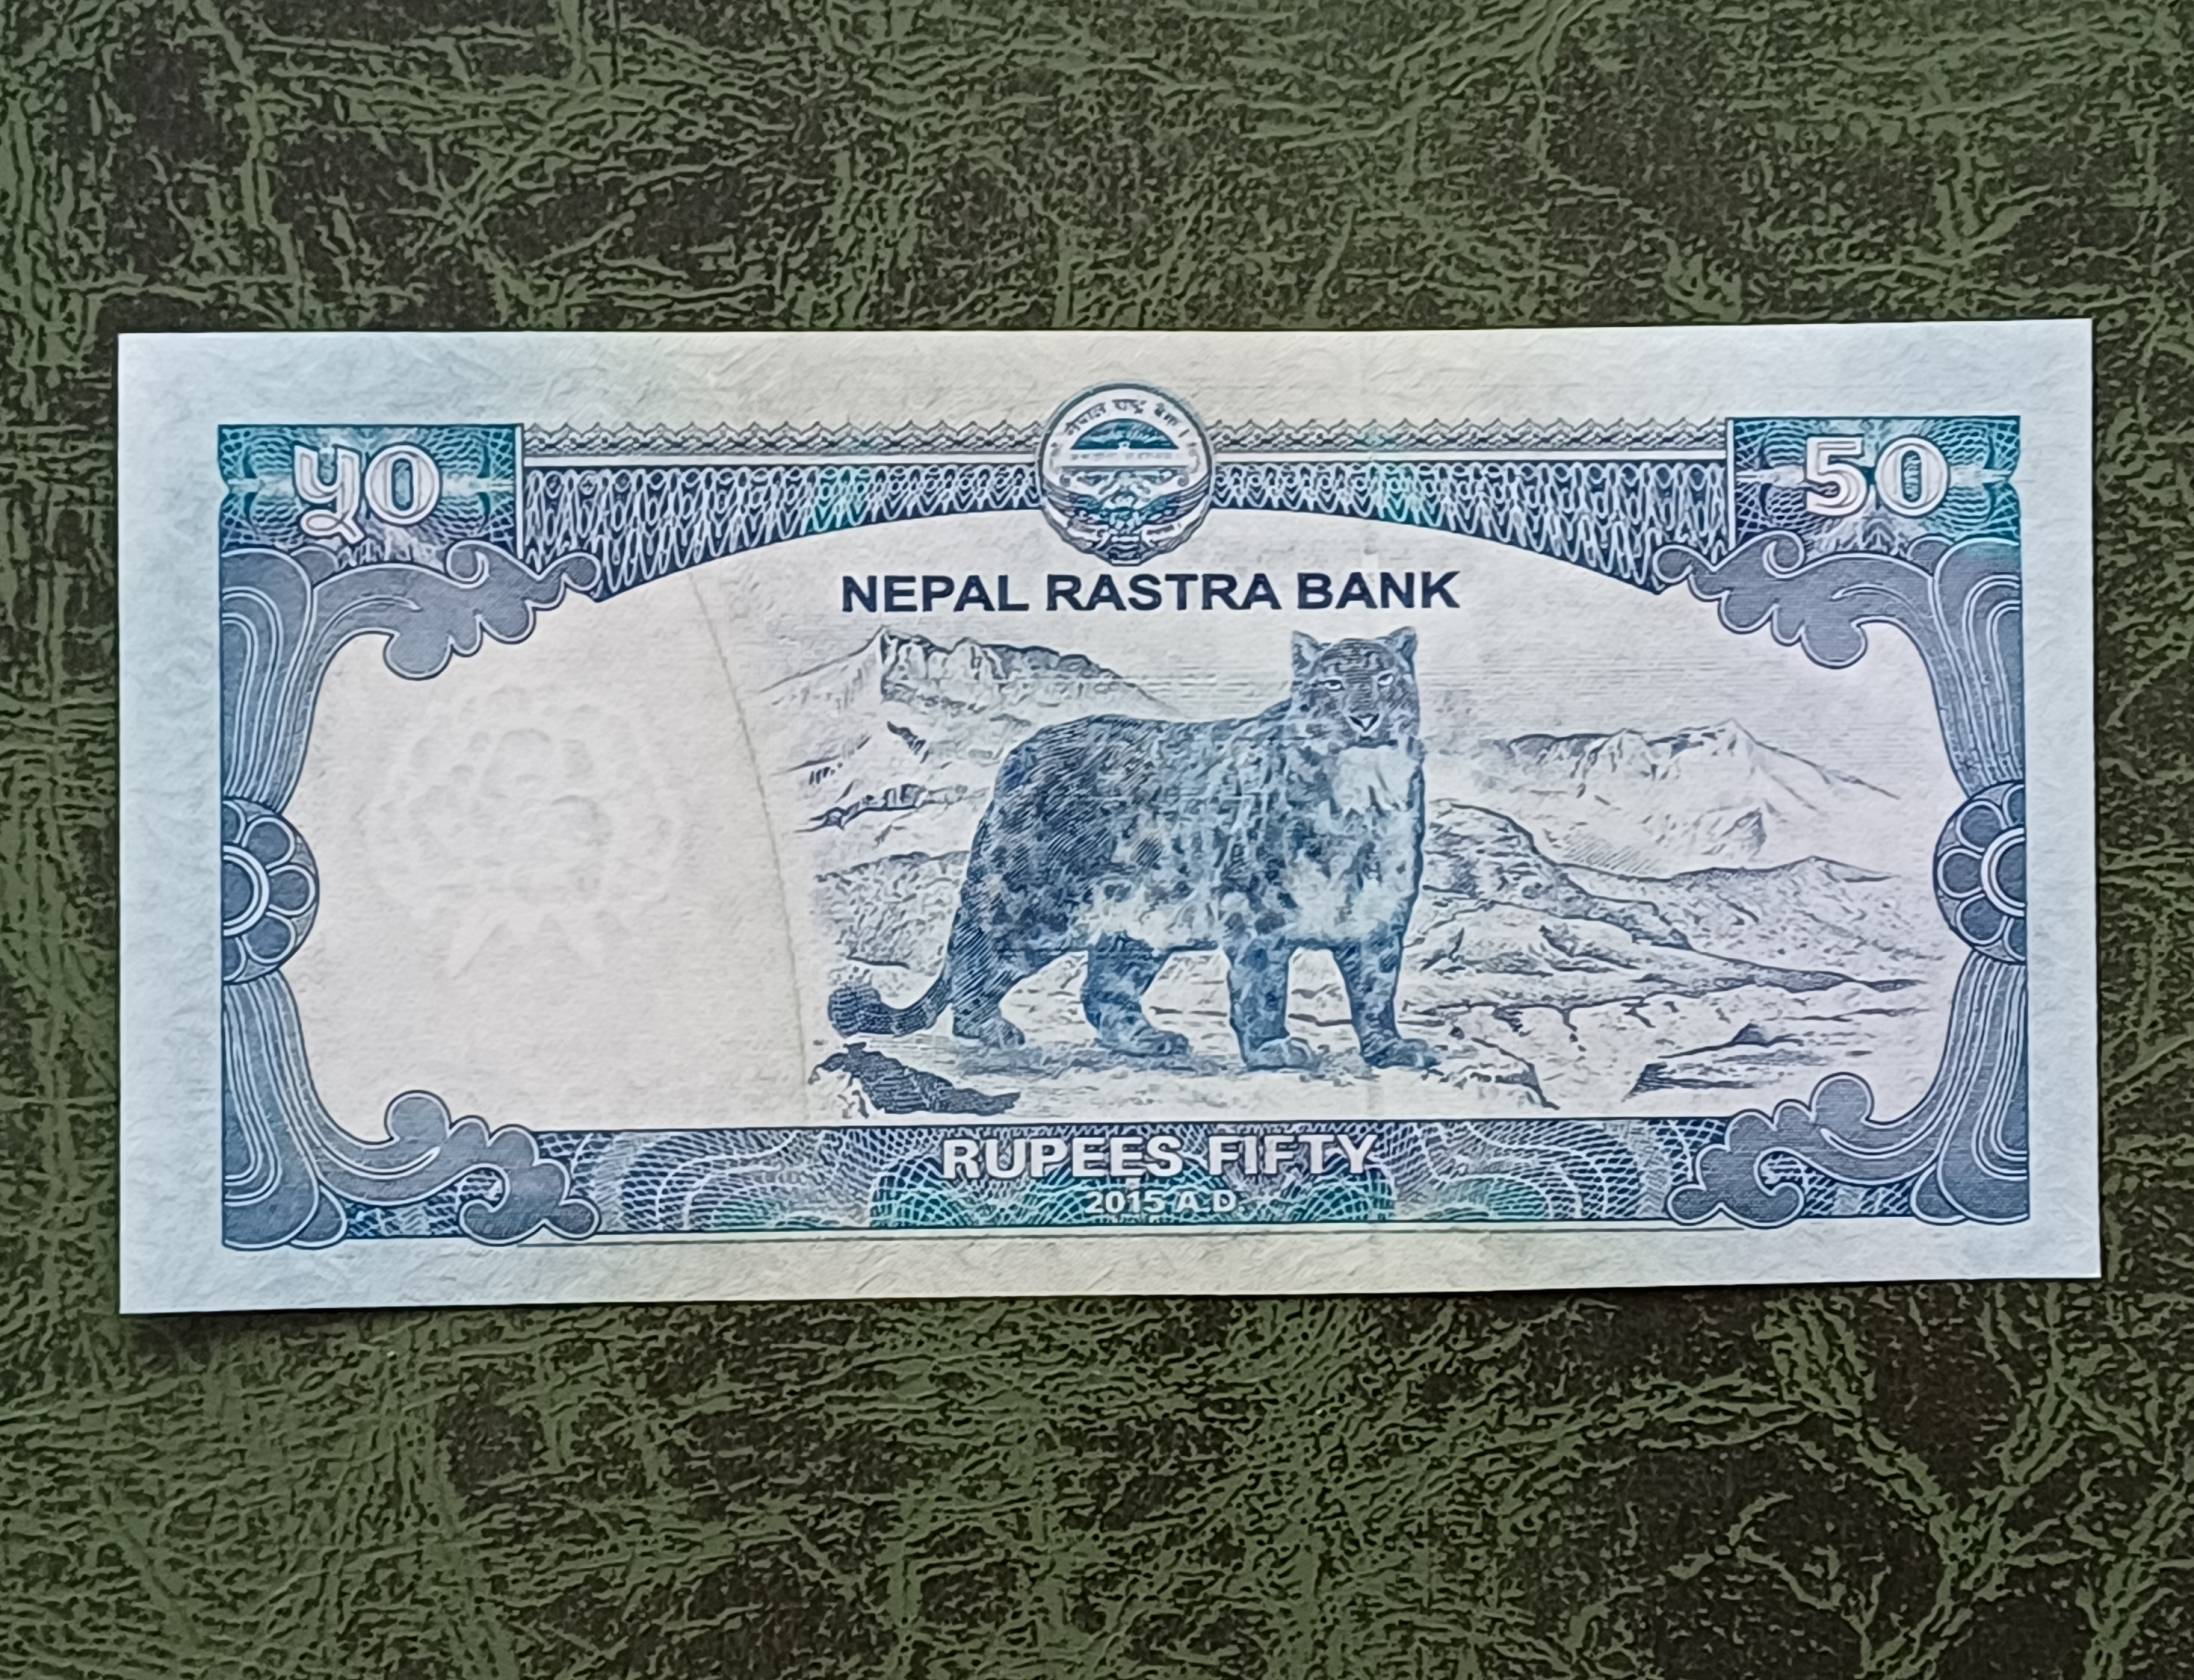 नेपाल राष्ट्र बैंक
५०
50
NEPAL RASTRA BANK
RUPEES FIFTY
2015 A.D.